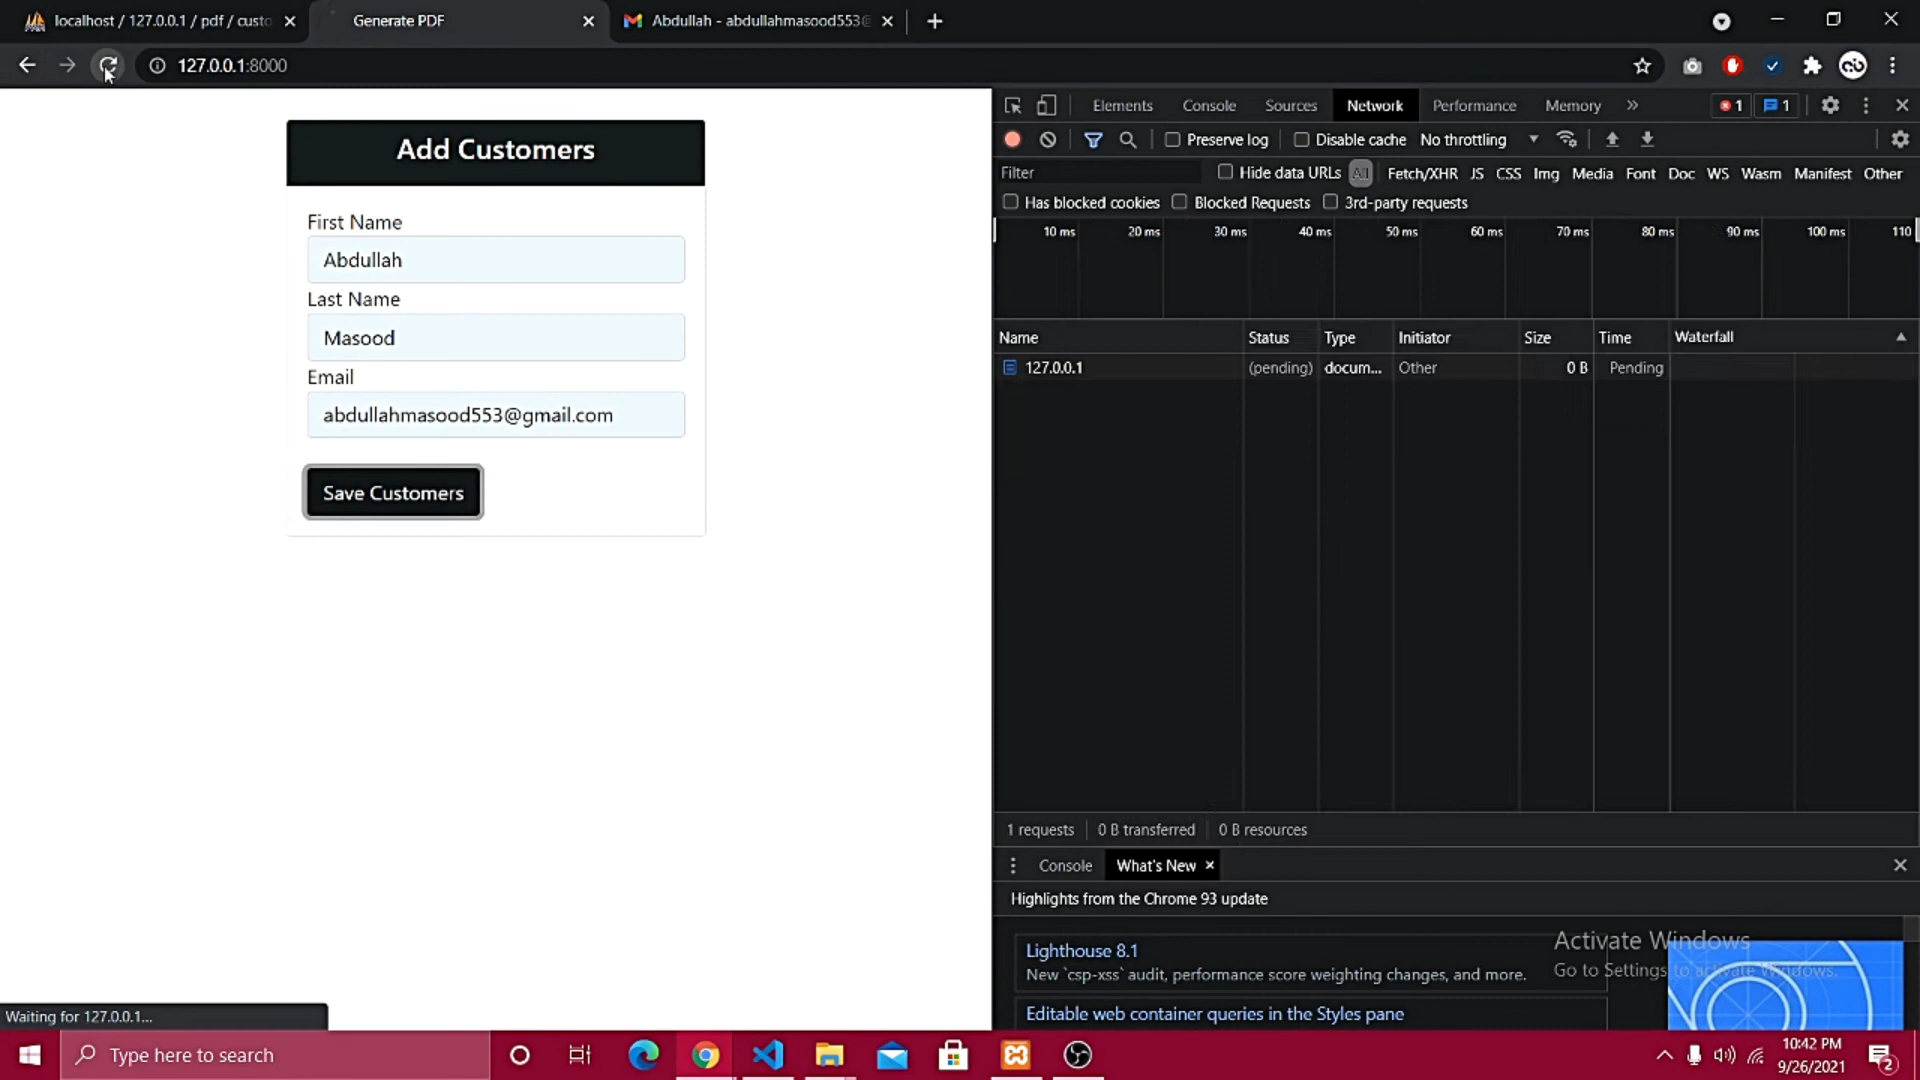 localhost / 127.0.0.1 / pdf / custo
Generate PDF
Abdullah - abdullahmasood553@
127.0.0.1:8000
Add Customers
First Name
Abdullah
Last Name
Masood
Email
abdullahmasood553@gmail.com
Save Customers
Waiting for 127.0.0.1...
Elements Console Sources Network Performance Memory 1 1
Preserve log Disable cache No throttling
Filter Hide data URLs All Fetch/XHR JS CSS Img Media Font Doc WS Wasm Manifest Other
Has blocked cookies Blocked Requests 3rd-party requests
10 ms 20 ms 30 ms 40 ms 50 ms 60 ms 70 ms 80 ms 90 ms 100 ms 110
Name Status Type Initiator Size Time Waterfall
127.0.0.1 (pending) docum... Other 0 B Pending
1 requests 0 B transferred 0 B resources
Console What's New
Highlights from the Chrome 93 update
Lighthouse 8.1
New `csp-xss` audit, performance score weighting changes, and more.
Editable web container queries in the Styles pane
Activate Windows
Go to Settings to activate Windows.
Type here to search
10:42 PM
9/26/2021
2